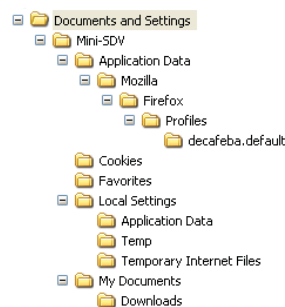 Documents and Settings
Mini-SDV
Application Data
Mozilla
Firefox
Profiles
decafeba.default
Cookies
Favorites
Local Settings
Application Data
Temp
Temporary Internet Files
My Documents
Downloads